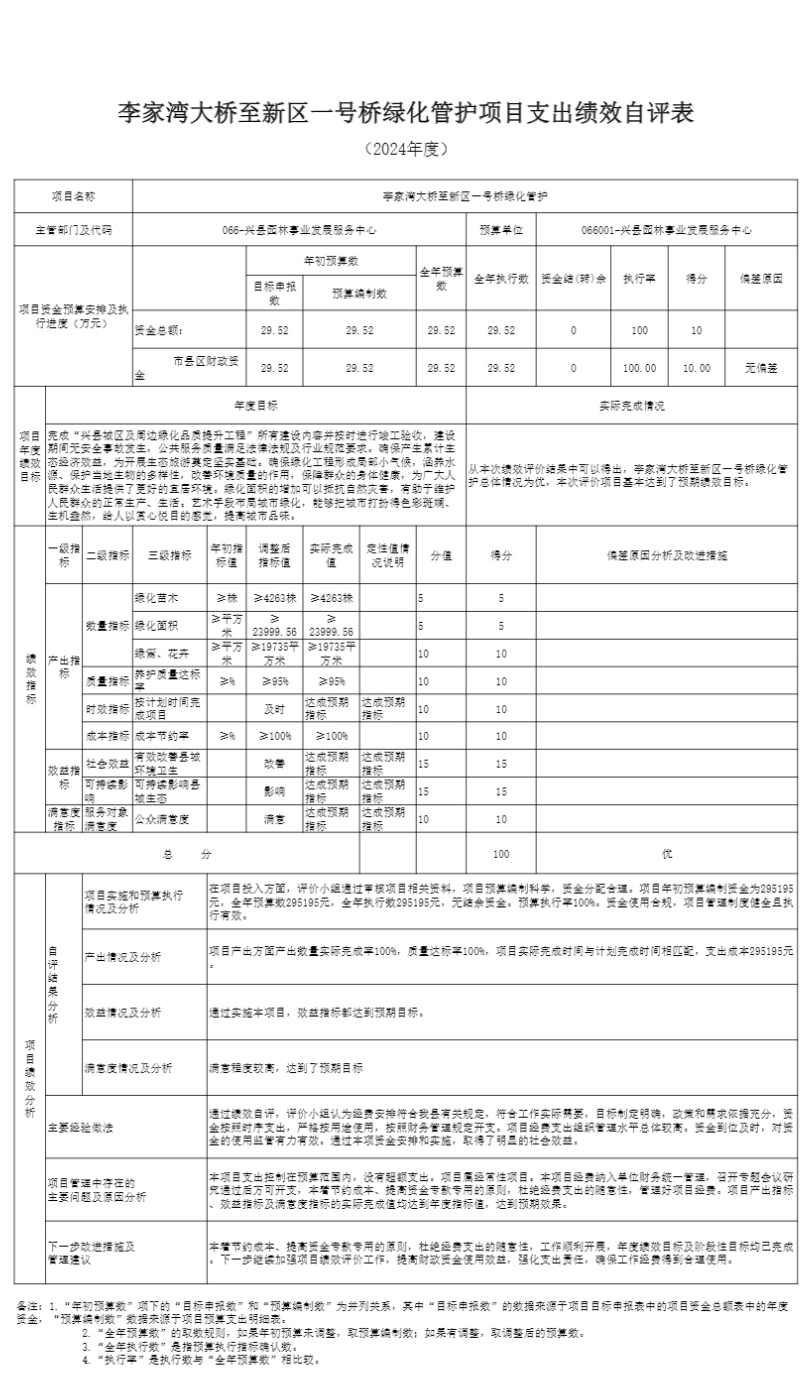 李家湾大桥至新区一号桥绿化管护项目支出绩效自评表
（2024年度）
项目名称 李家湾大桥至新区一号桥绿化管护
主管部门及代码 066-兴县园林事业发展服务中心 预算单位 066001-兴县园林事业发展服务中心
项目资金预算安排及执行进度（万元）
年初预算数 全年预算数 全年执行数 资金结(转)余 执行率 得分 偏差原因
目标申报数 预算编制数
资金总额： 29.52 29.52 29.52 29.52 0 100 10
市县区财政资金 29.52 29.52 29.52 29.52 0 100.00 10.00 无偏差
项目年度绩效目标
年度目标 实际完成情况
完成“兴县城区及周边绿化品质提升工程”所有建设内容并按时进行竣工验收，建设
期间无安全事故发生，公共服务质量满足法律法规及行业规范要求。确保产生累计生
态经济效益，为开展生态旅游奠定坚实基础。确保绿化工程形成局部小气候，涵养水
源、保护当地生物的多样性，改善环境质量的作用，保障群众的身体健康，为广大人
民群众生活提供了更好的宜居环境。绿化面积的增加可以抵抗自然灾害，有助于维护
人民群众的正常生产、生活。艺术手段布局城市绿化，能够把城市打扮得色彩斑斓、
生机盎然，给人以赏心悦目的感觉，提高城市品味。
从本次绩效评价结果中可以得出，李家湾大桥至新区一号桥绿化管
护总体情况为优，本次评价项目基本达到了预期绩效目标。
绩效指标
一级指标 二级指标 三级指标 年初指标值 调整后指标值 实际完成值 定性值情况说明 分值 得分 偏差原因分析及改进措施
产出指标 数量指标 绿化苗木 ≥株 ≥4263株 ≥4263株 5 5
绿化面积 ≥平方米 ≥23999.56 ≥23999.56 5 5
绿篱、花卉 ≥平方米 ≥19735平方米 ≥19735平方米 10 10
质量指标 养护质量达标率 ≥% ≥95% ≥95% 10 10
时效指标 按计划时间完成项目 及时 达成预期指标 达成预期指标 10 10
成本指标 成本节约率 ≥% ≥100% ≥100% 10 10
效益指标 社会效益 有效改善县城环境卫生 改善 达成预期指标 达成预期指标 15 15
可持续影响 可持续影响县城生态 影响 达成预期指标 达成预期指标 15 15
满意度指标 服务对象满意度 公众满意度 满意 达成预期指标 达成预期指标 10 10
总 分 100 优
项目绩效分析
自评结果分析
项目实施和预算执行情况及分析
在项目投入方面，评价小组通过审核项目相关资料，项目预算编制科学，资金分配合理。项目年初预算编制资金为295195
元，全年预算数295195元，全年执行数295195元，无结余资金。预算执行率100%。资金使用合规，项目管理制度健全且执
行有效。
产出情况及分析
项目产出方面产出数量实际完成率100%，质量达标率100%，项目实际完成时间与计划完成时间相匹配，支出成本295195元
。
效益情况及分析 通过实施本项目，效益指标都达到预期目标。
满意度情况及分析 满意程度较高，达到了预期目标
主要经验做法
通过绩效自评，评价小组认为经费安排符合我县有关规定，符合工作实际需要，目标制定明确，政策和需求依据充分，资
金按照时序支出，严格按用途使用，按照财务管理规定开支。项目经费支出组织管理水平总体较高。资金到位及时，对资
金的使用监管有力有效。通过本项资金安排和实施，取得了明显的社会效益。
项目管理中存在的主要问题及原因分析
本项目支出控制在预算范围内，没有超额支出。项目属经常性项目。本项目经费纳入单位财务统一管理，召开专题会议研
究通过后方可开支，本着节约成本、提高资金专款专用的原则，杜绝经费支出的随意性，管理好项目经费。项目产出指标
、效益指标及满意度指标的实际完成值均达到年度指标值，达到预期效果。
下一步改进措施及管理建议
本着节约成本、提高资金专款专用的原则，杜绝经费支出的随意性，工作顺利开展，年度绩效目标及阶段性目标均已完成
。下一步继续加强项目绩效评价工作，提高财政资金使用效益，强化支出责任，确保工作经费得到合理使用。
备注：1.“年初预算数”项下的“目标申报数”和“预算编制数”为并列关系，其中“目标申报数”的数据来源于项目目标申报表中的项目资金总额表中的年度
资金，“预算编制数”数据来源于项目预算支出明细表。
2.“全年预算数”的取数规则，如果年初预算未调整，取预算编制数；如果有调整，取调整后的预算数。
3.“全年执行数”是指预算执行指标确认数。
4.“执行率”是执行数与“全年预算数”相比较。